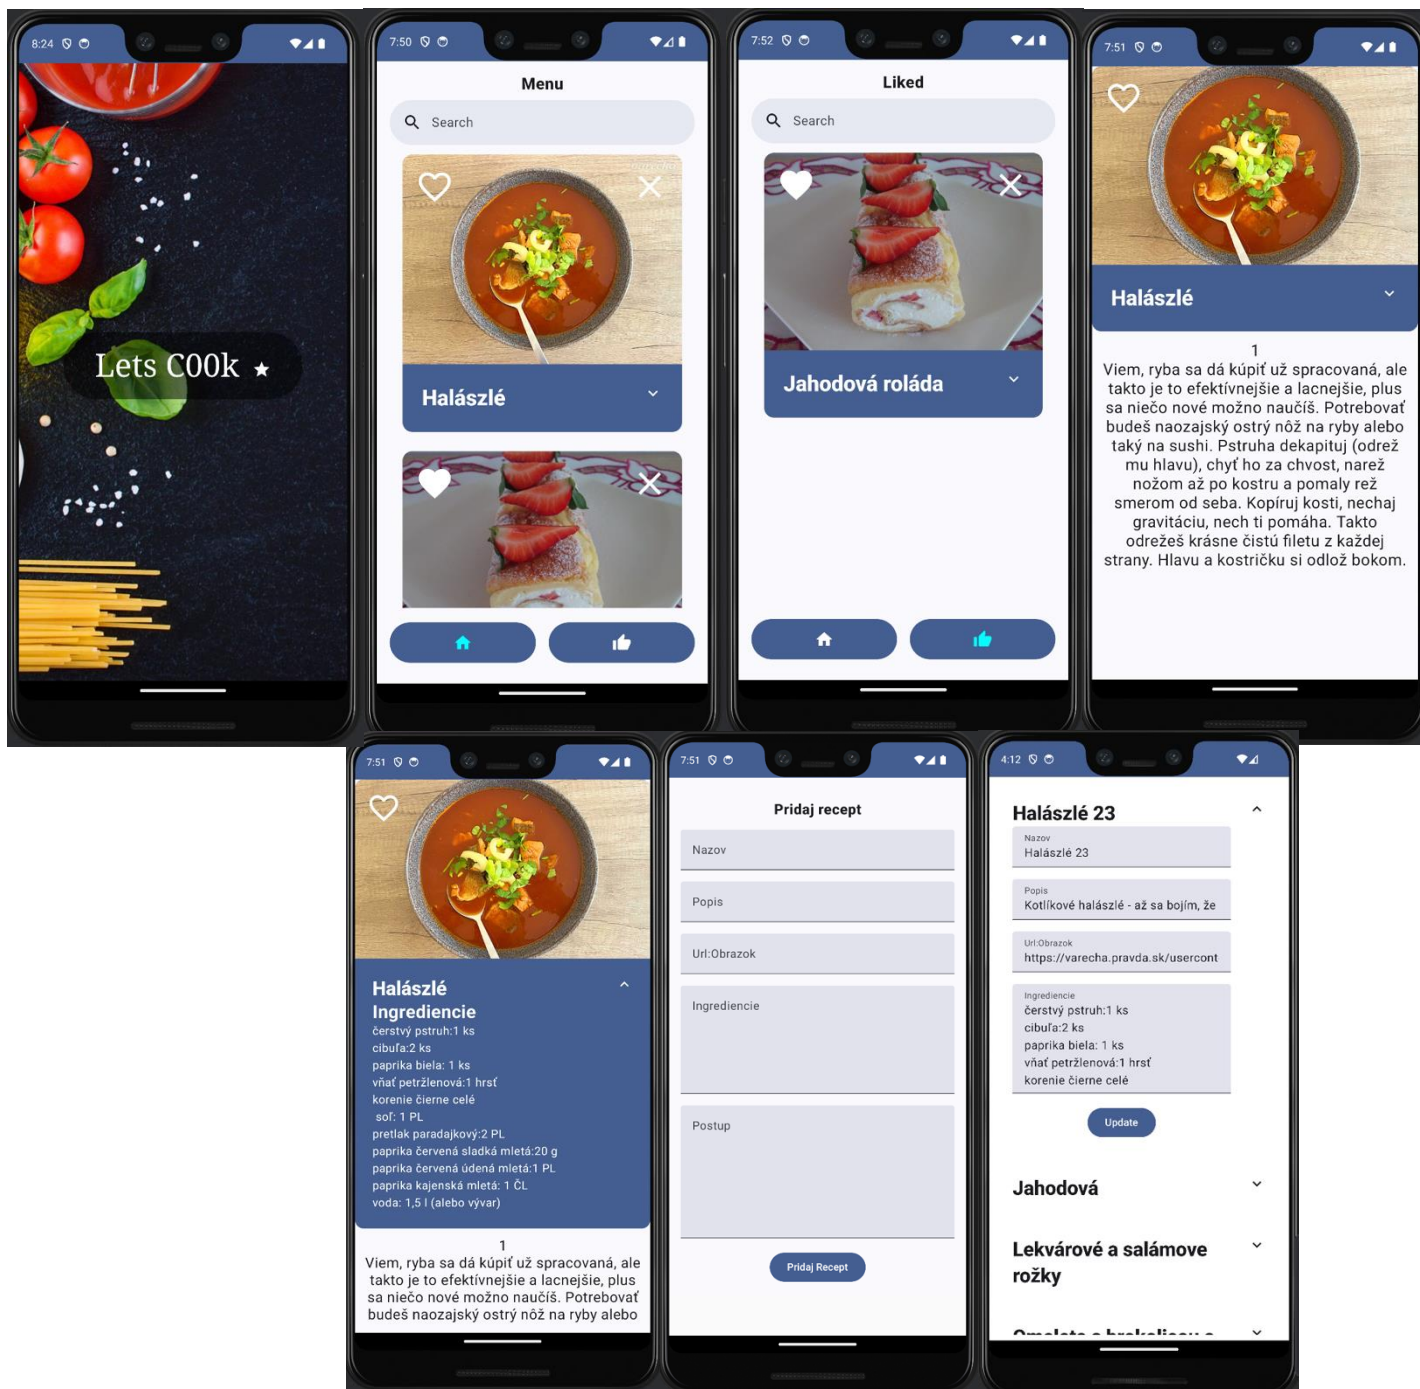 8:24
Lets C00k
7:50
Menu
Search
Halászlé
7:52
Liked
Search
Jahodová roláda
7:51
Halászlé
1
Viem, ryba sa dá kúpiť už spracovaná, ale
takto je to efektívnejšie a lacnejšie, plus
sa niečo nové možno naučíš. Potrebovať
budeš naozajský ostrý nôž na ryby alebo
taký na sushi. Pstruha dekapituj (odrež
mu hlavu), chyť ho za chvost, narež
nožom až po kostru a pomaly rež
smerom od seba. Kopíruj kosti, nechaj
gravitáciu, nech ti pomáha. Takto
odrežeš krásne čistú filetu z každej
strany. Hlavu a kostričku si odlož bokom.
7:51
Halászlé
Ingrediencie
čerstvý pstruh:1 ks
cibuľa:2 ks
paprika biela: 1 ks
vňať petržlenová:1 hrsť
korenie čierne celé
soľ: 1 PL
pretlak paradajkový:2 PL
paprika červená sladká mletá:20 g
paprika červená údená mletá:1 PL
paprika kajenská mletá: 1 ČL
voda: 1,5 l (alebo vývar)
1
Viem, ryba sa dá kúpiť už spracovaná, ale
takto je to efektívnejšie a lacnejšie, plus
sa niečo nové možno naučíš. Potrebovať
budeš naozajský ostrý nôž na ryby alebo
7:51
Pridaj recept
Nazov
Popis
Url:Obrazok
Ingrediencie
Postup
Pridaj Recept
4:12
Halászlé 23
Nazov
Halászlé 23
Popis
Kotlíkové halászlé - až sa bojím, že
Url:Obrazok
https://varecha.pravda.sk/usercont
Ingrediencie
čerstvý pstruh:1 ks
cibuľa:2 ks
paprika biela: 1 ks
vňať petržlenová:1 hrsť
korenie čierne celé
Update
Jahodová
Lekvárové a salámove
rožky